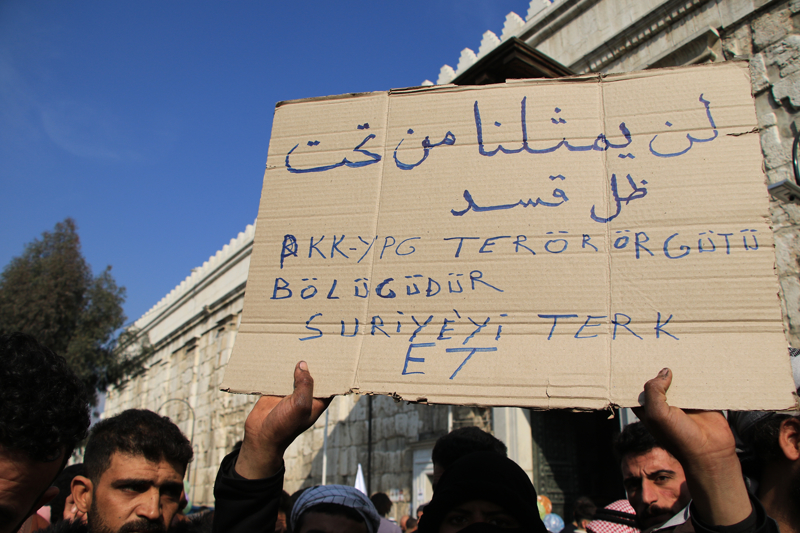 لن يمثلنا من تحت
ظل قسد
PKK-YPG TERÖR ÖRGÜTÜ
BÖLÜCÜDÜR
SURİYE'Yİ TERK
ET